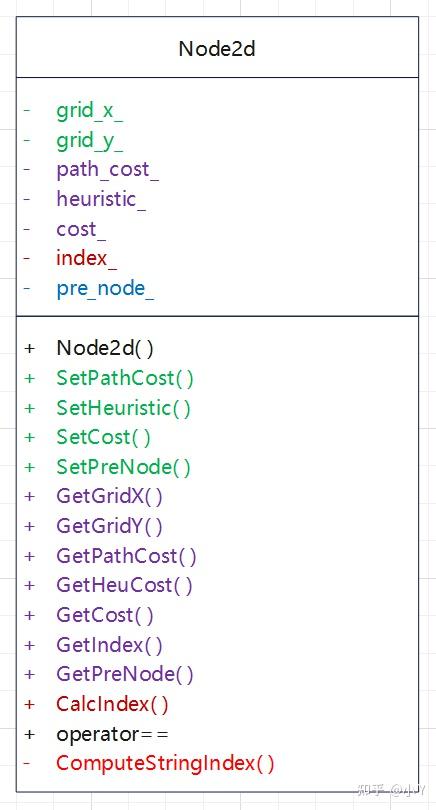 Node2d
- grid_x_
- grid_y_
- path_cost_
- heuristic_
- cost_
- index_
- pre_node_
+ Node2d( )
+ SetPathCost( )
+ SetHeuristic( )
+ SetCost( )
+ SetPreNode( )
+ GetGridX( )
+ GetGridY( )
+ GetPathCost( )
+ GetHeuCost( )
+ GetCost( )
+ GetIndex( )
+ GetPreNode( )
+ CalcIndex( )
+ operator==
- ComputeStringIndex( )
知乎